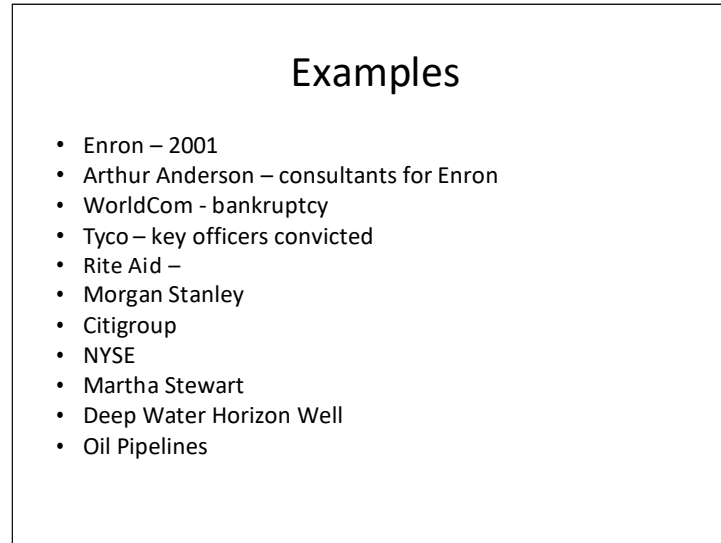 Examples
• Enron – 2001
• Arthur Anderson – consultants for Enron
• WorldCom - bankruptcy
• Tyco – key officers convicted
• Rite Aid –
• Morgan Stanley
• Citigroup
• NYSE
• Martha Stewart
• Deep Water Horizon Well
• Oil Pipelines